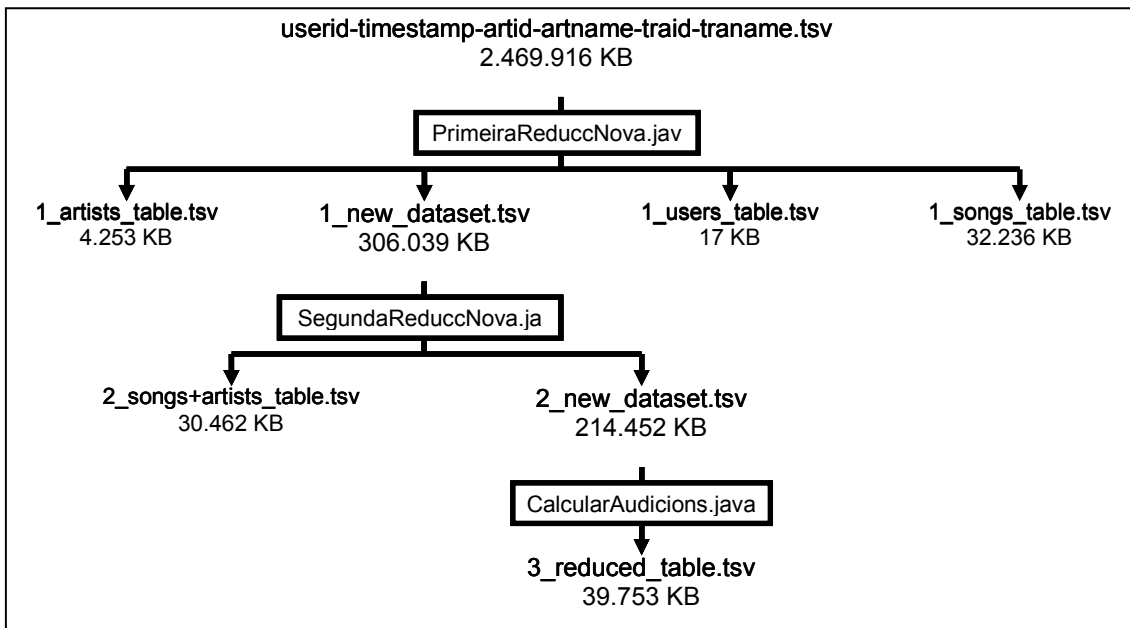 userid-timestamp-artid-artname-traid-traname.tsv
2.469.916 KB
PrimeiraReduccNova.jav
1_artists_table.tsv
4.253 KB
1_new_dataset.tsv
306.039 KB
1_users_table.tsv
17 KB
1_songs_table.tsv
32.236 KB
SegundaReduccNova.ja
2_songs+artists_table.tsv
30.462 KB
2_new_dataset.tsv
214.452 KB
CalcularAudicions.java
3_reduced_table.tsv
39.753 KB